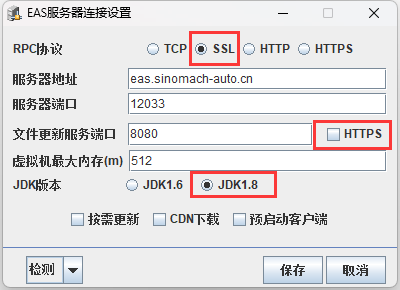 EAS服务器连接设置
RPC协议 TCP SSL HTTP HTTPS
服务器地址 eas.sinomach-auto.cn
服务器端口 12033
文件更新服务端口 8080 HTTPS
虚拟机最大内存(m) 512
JDK版本 JDK1.6 JDK1.8
按需更新 CDN下载 预启动客户端
检测 保存 取消